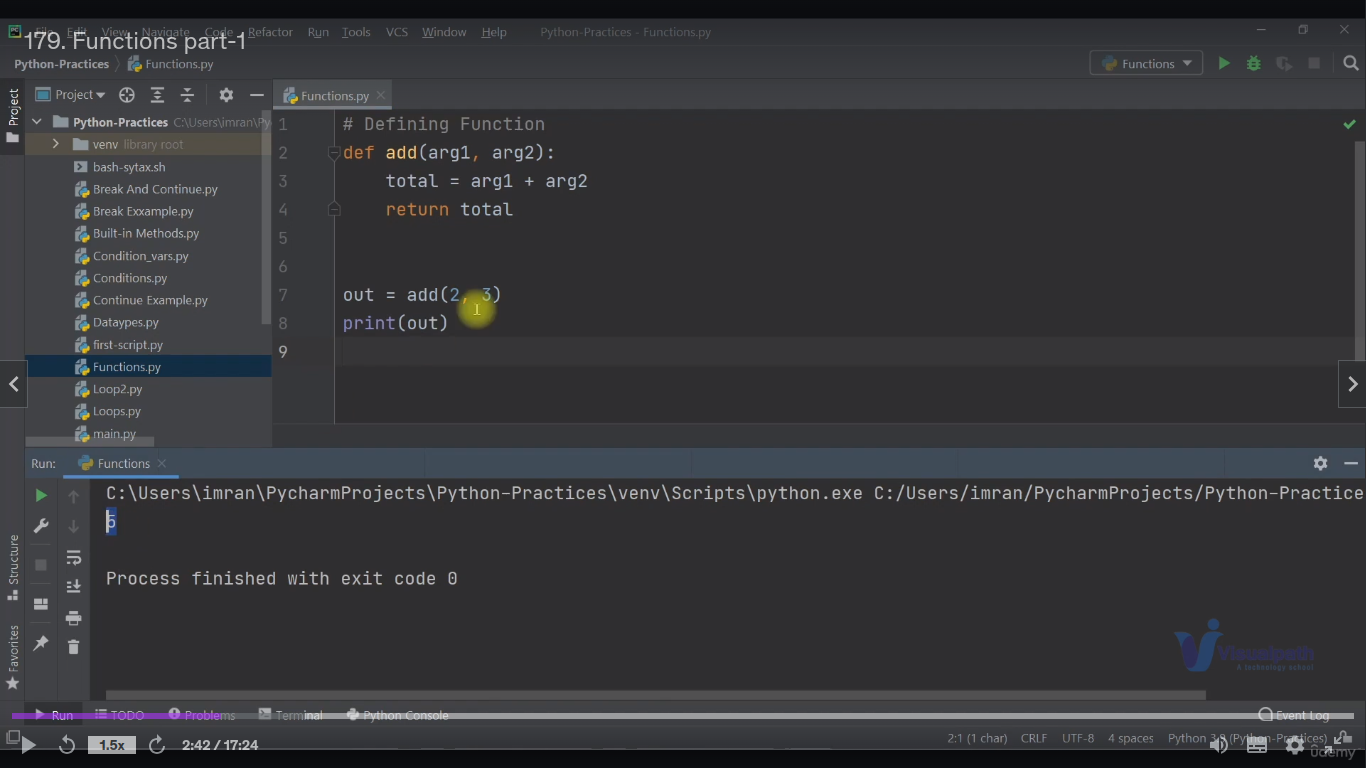 File Edit View Navigate Code Refactor Run Tools VCS Window Help Python-Practices - Functions.py
179. Functions part-1
Python-Practices Functions.py
Functions
Project
Project
Functions.py
Python-Practices C:\Users\imran\Py
venv library root
bash-sytax.sh
Break And Continue.py
Break Exxample.py
Built-in Methods.py
Condition_vars.py
Conditions.py
Continue Example.py
Dataypes.py
first-script.py
Functions.py
Loop2.py
Loops.py
main.py
1 # Defining Function
2 def add(arg1, arg2):
3 total = arg1 + arg2
4 return total
5
6
7 out = add(2, 3)
8 print(out)
9
Run: Functions
C:\Users\imran\PycharmProjects\Python-Practices\venv\Scripts\python.exe C:/Users/imran/PycharmProjects/Python-Practice
5
Process finished with exit code 0
Structure
Favorites
Visualpath
A technology school
Run TODO Problems Terminal Python Console Event Log
2:1 (1 char) CRLF UTF-8 4 spaces Python 3.9 (Python-Practices)
1.5x 2:42 / 17:24
udemy